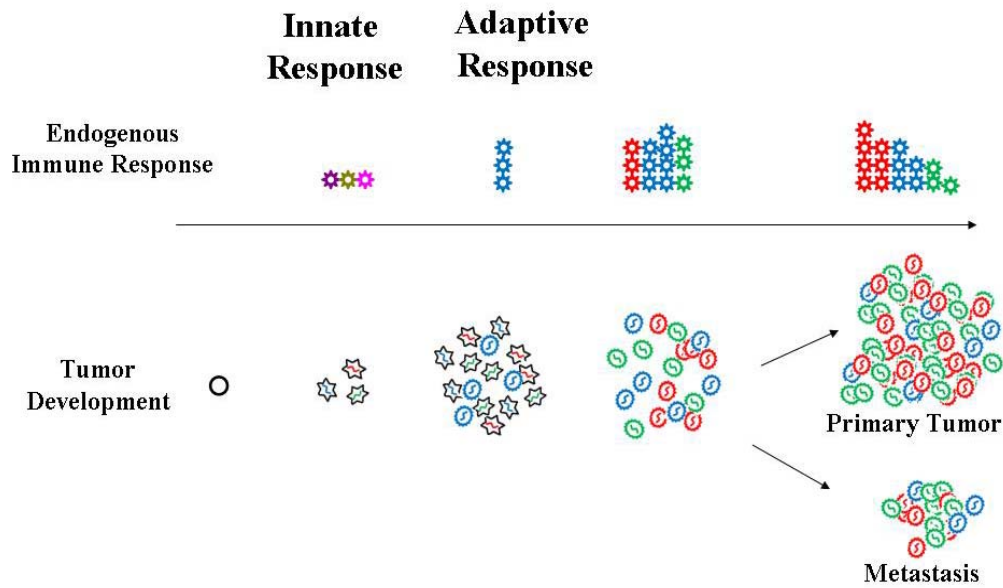 Innate
Response
Adaptive
Response
Endogenous
Immune Response
Tumor
Development
Primary Tumor
Metastasis